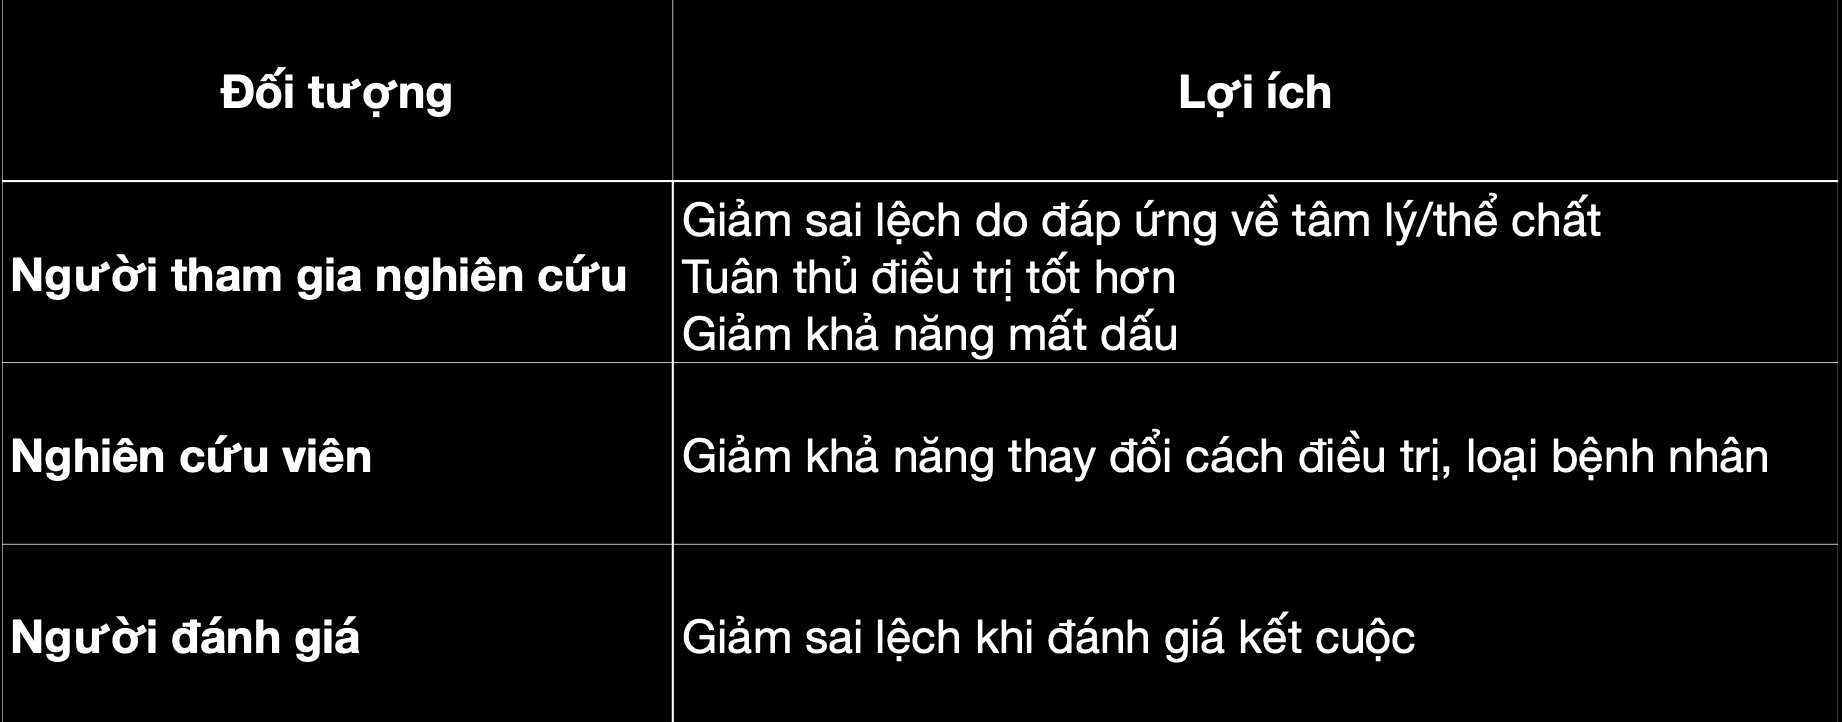 Đối tượng
Lợi ích
Người tham gia nghiên cứu
Giảm sai lệch do đáp ứng về tâm lý/thể chất
Tuân thủ điều trị tốt hơn
Giảm khả năng mất dấu
Nghiên cứu viên
Giảm khả năng thay đổi cách điều trị, loại bệnh nhân
Người đánh giá
Giảm sai lệch khi đánh giá kết cuộc